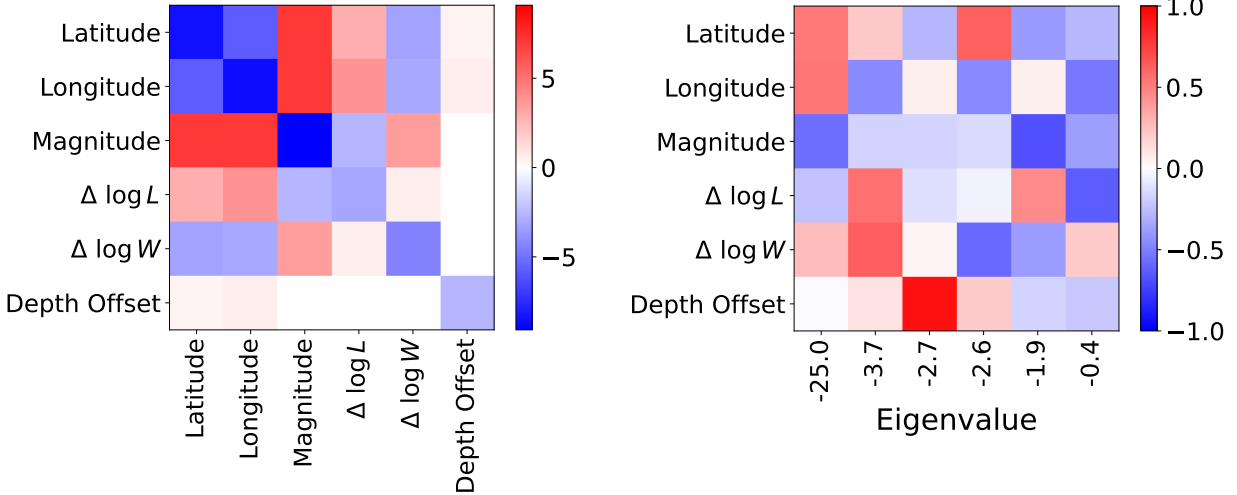 Latitude
Longitude
Magnitude
Δ log L
Δ log W
Depth Offset
Latitude
Longitude
Magnitude
Δ log L
Δ log W
Depth Offset
5
0
−5
Latitude
Longitude
Magnitude
Δ log L
Δ log W
Depth Offset
-25.0
-3.7
-2.7
-2.6
-1.9
-0.4
Eigenvalue
1.0
0.5
0.0
−0.5
−1.0